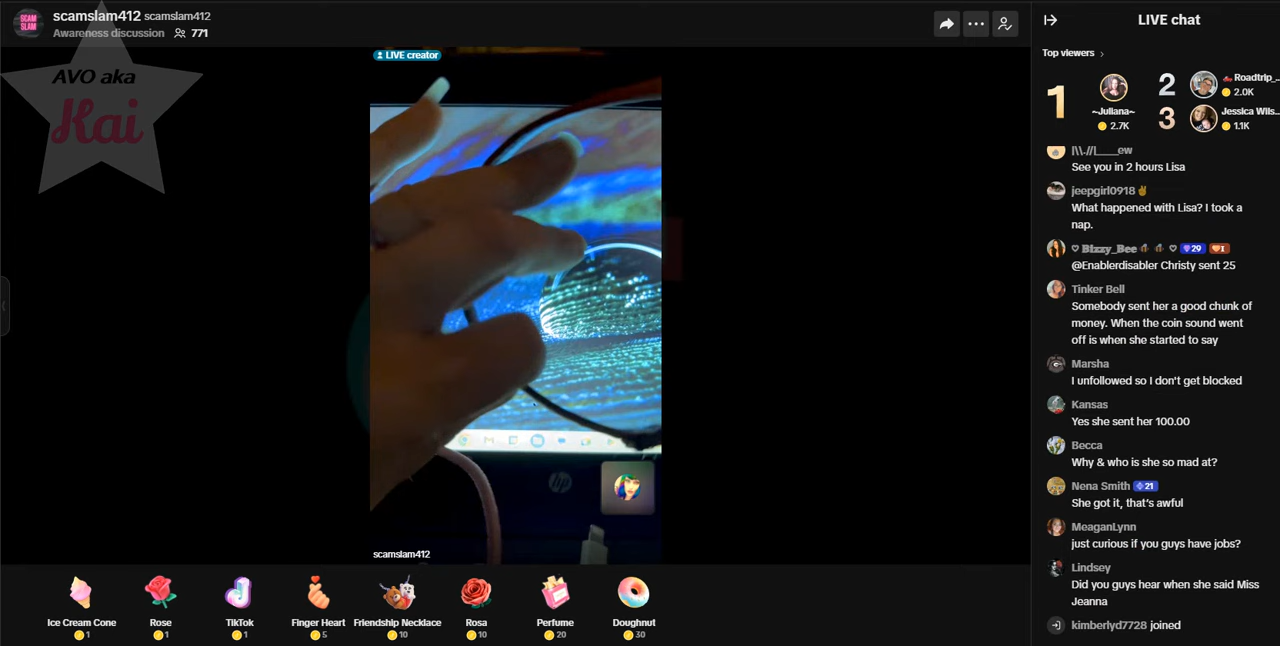 SCAM
SLAM
scamslam412 scamslam412
Awareness discussion 771
AVO aka
Kai
LIVE creator
hp
scamslam412
Ice Cream Cone
1
Rose
1
TikTok
1
Finger Heart
5
Friendship Necklace
10
Rosa
10
Perfume
20
Doughnut
30
LIVE chat
Top viewers
1
~Juliana~
2.7K
2
Roadtrip_...
2.0K
3
Jessica Wils...
1.1K
See you in 2 hours Lisa
jeepgirl0918✌
What happened with Lisa? I took a
nap.
♡ Blzzy_Bee 🐝 🐝 ♡ 29 I
@Enablerdisabler Christy sent 25
Tinker Bell
Somebody sent her a good chunk of
money. When the coin sound went
off is when she started to say
Marsha
I unfollowed so I don't get blocked
Kansas
Yes she sent her 100.00
Becca
Why & who is she so mad at?
Nena Smith 21
She got it, that's awful
MeaganLynn
just curious if you guys have jobs?
Lindsey
Did you guys hear when she said Miss
Jeanna
kimberlyd7728 joined